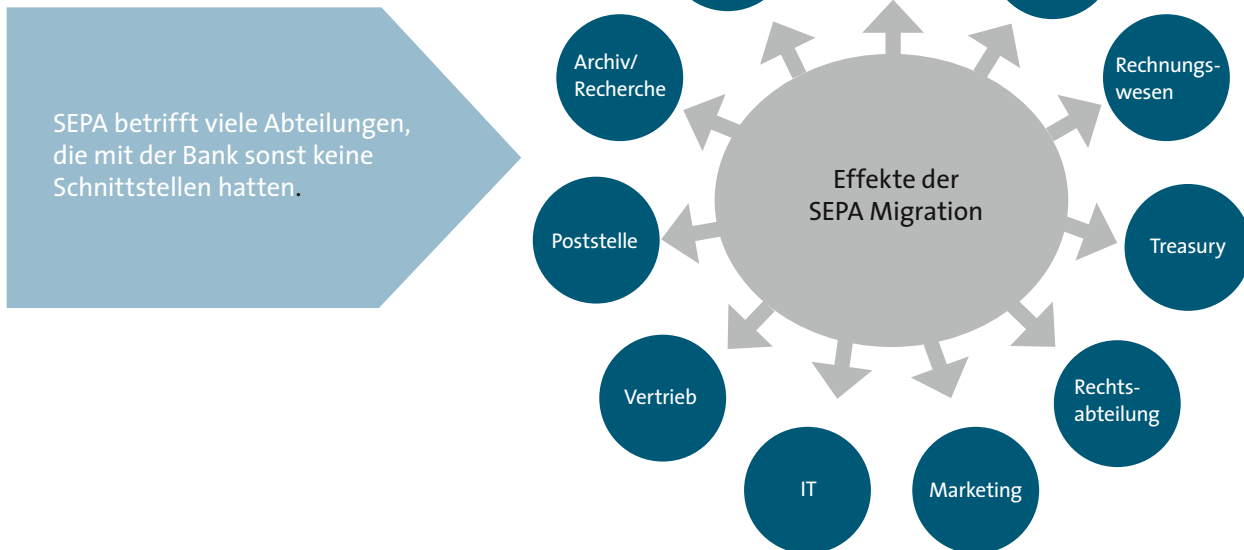 SEPA betrifft viele Abteilungen,
die mit der Bank sonst keine
Schnittstellen hatten.
Archiv/
Recherche
Rechnungs-
wesen
Effekte der
SEPA Migration
Poststelle
Treasury
Vertrieb
Rechts-
abteilung
IT
Marketing